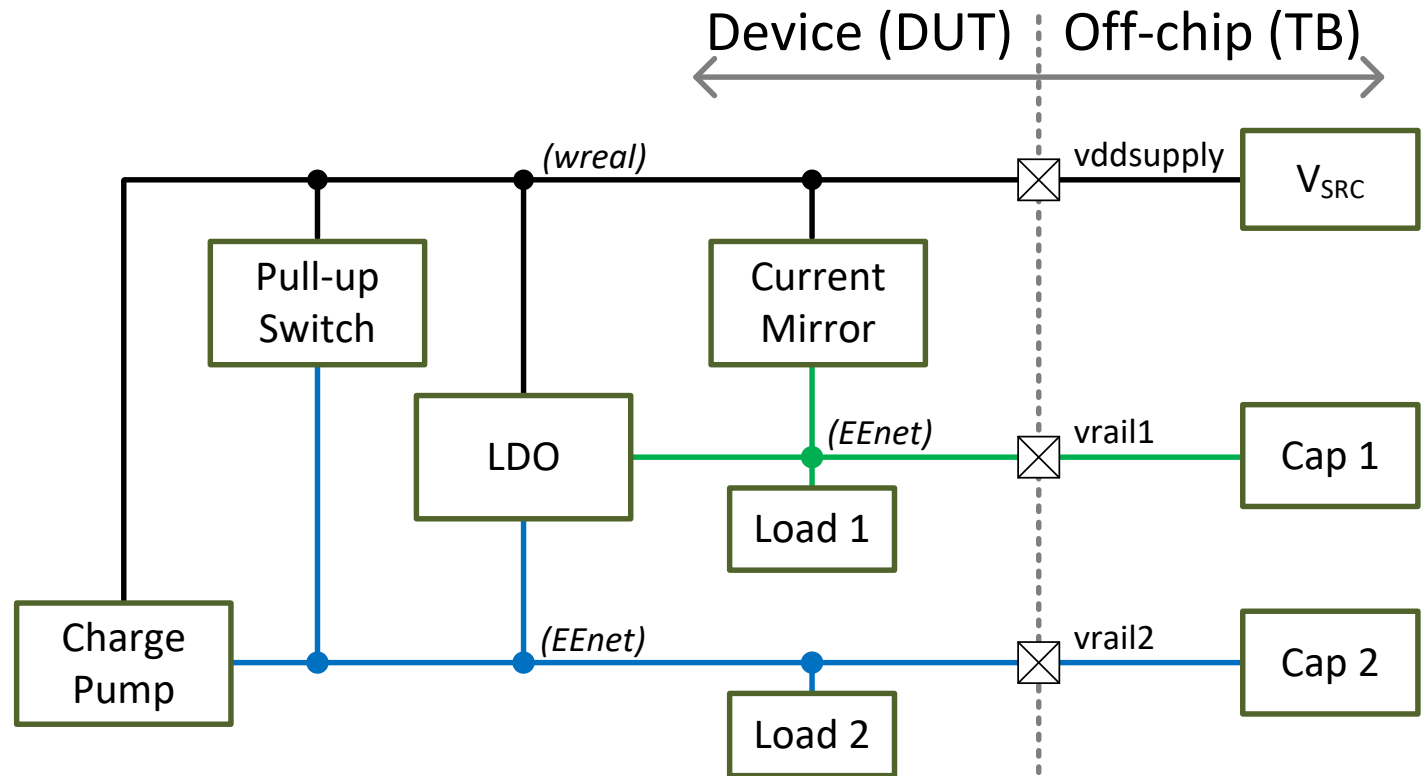 Device (DUT)
Off-chip (TB)
(wreal)
vddsupply
VSRC
Pull-up
Switch
Current
Mirror
LDO
(EEnet)
vrail1
Cap 1
Load 1
Charge
Pump
(EEnet)
vrail2
Cap 2
Load 2